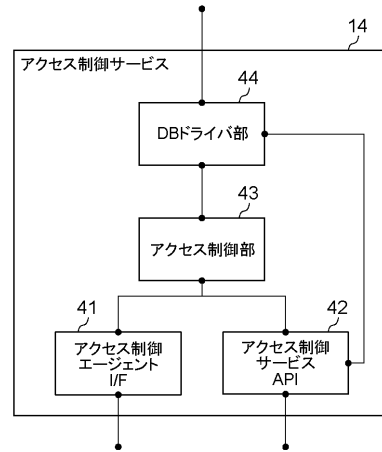 14
アクセス制御サービス
44
DBドライバ部
43
アクセス制御部
41
アクセス制御
エージェント
I/F
42
アクセス制御
サービス
API